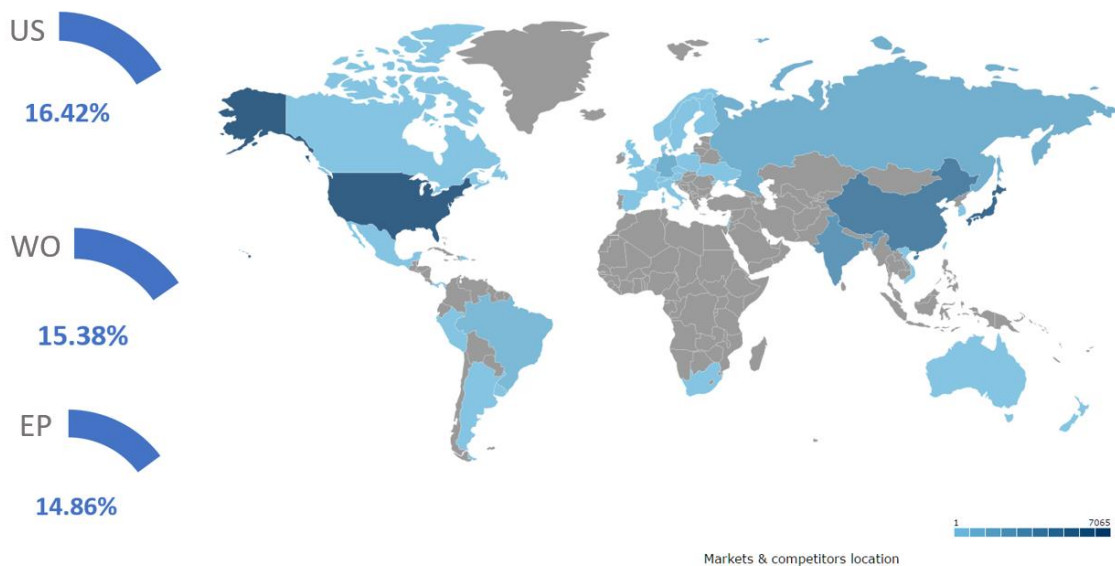 US
16.42%
WO
15.38%
EP
14.86%
1 7065
Markets & competitors location